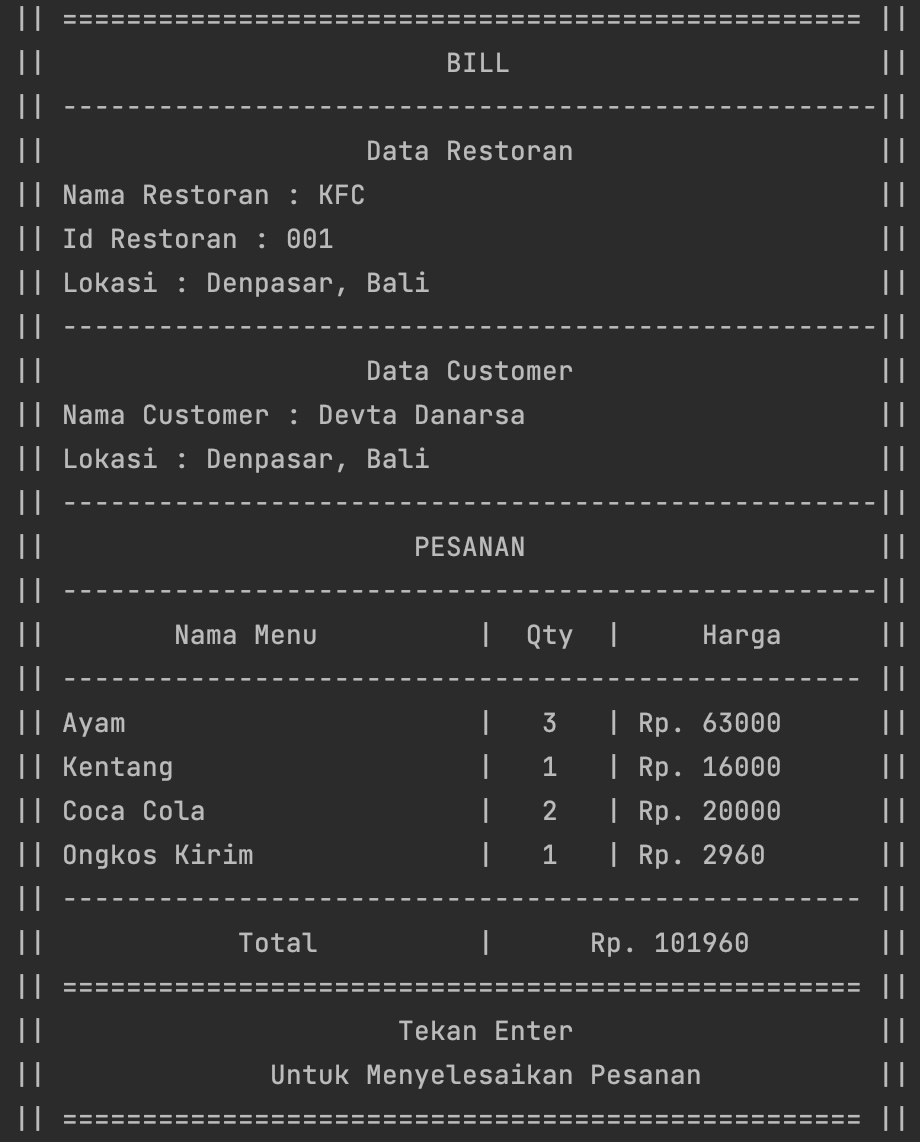 || ================================================== ||
|| BILL ||
|| ---------------------------------------------------||
|| Data Restoran ||
|| Nama Restoran : KFC ||
|| Id Restoran : 001 ||
|| Lokasi : Denpasar, Bali ||
|| ---------------------------------------------------||
|| Data Customer ||
|| Nama Customer : Devta Danarsa ||
|| Lokasi : Denpasar, Bali ||
|| ---------------------------------------------------||
|| PESANAN ||
|| ---------------------------------------------------||
|| Nama Menu | Qty | Harga ||
|| -------------------------------------------------- ||
|| Ayam | 3 | Rp. 63000 ||
|| Kentang | 1 | Rp. 16000 ||
|| Coca Cola | 2 | Rp. 20000 ||
|| Ongkos Kirim | 1 | Rp. 2960 ||
|| -------------------------------------------------- ||
|| Total | Rp. 101960 ||
|| ================================================== ||
|| Tekan Enter ||
|| Untuk Menyelesaikan Pesanan ||
|| ================================================== ||